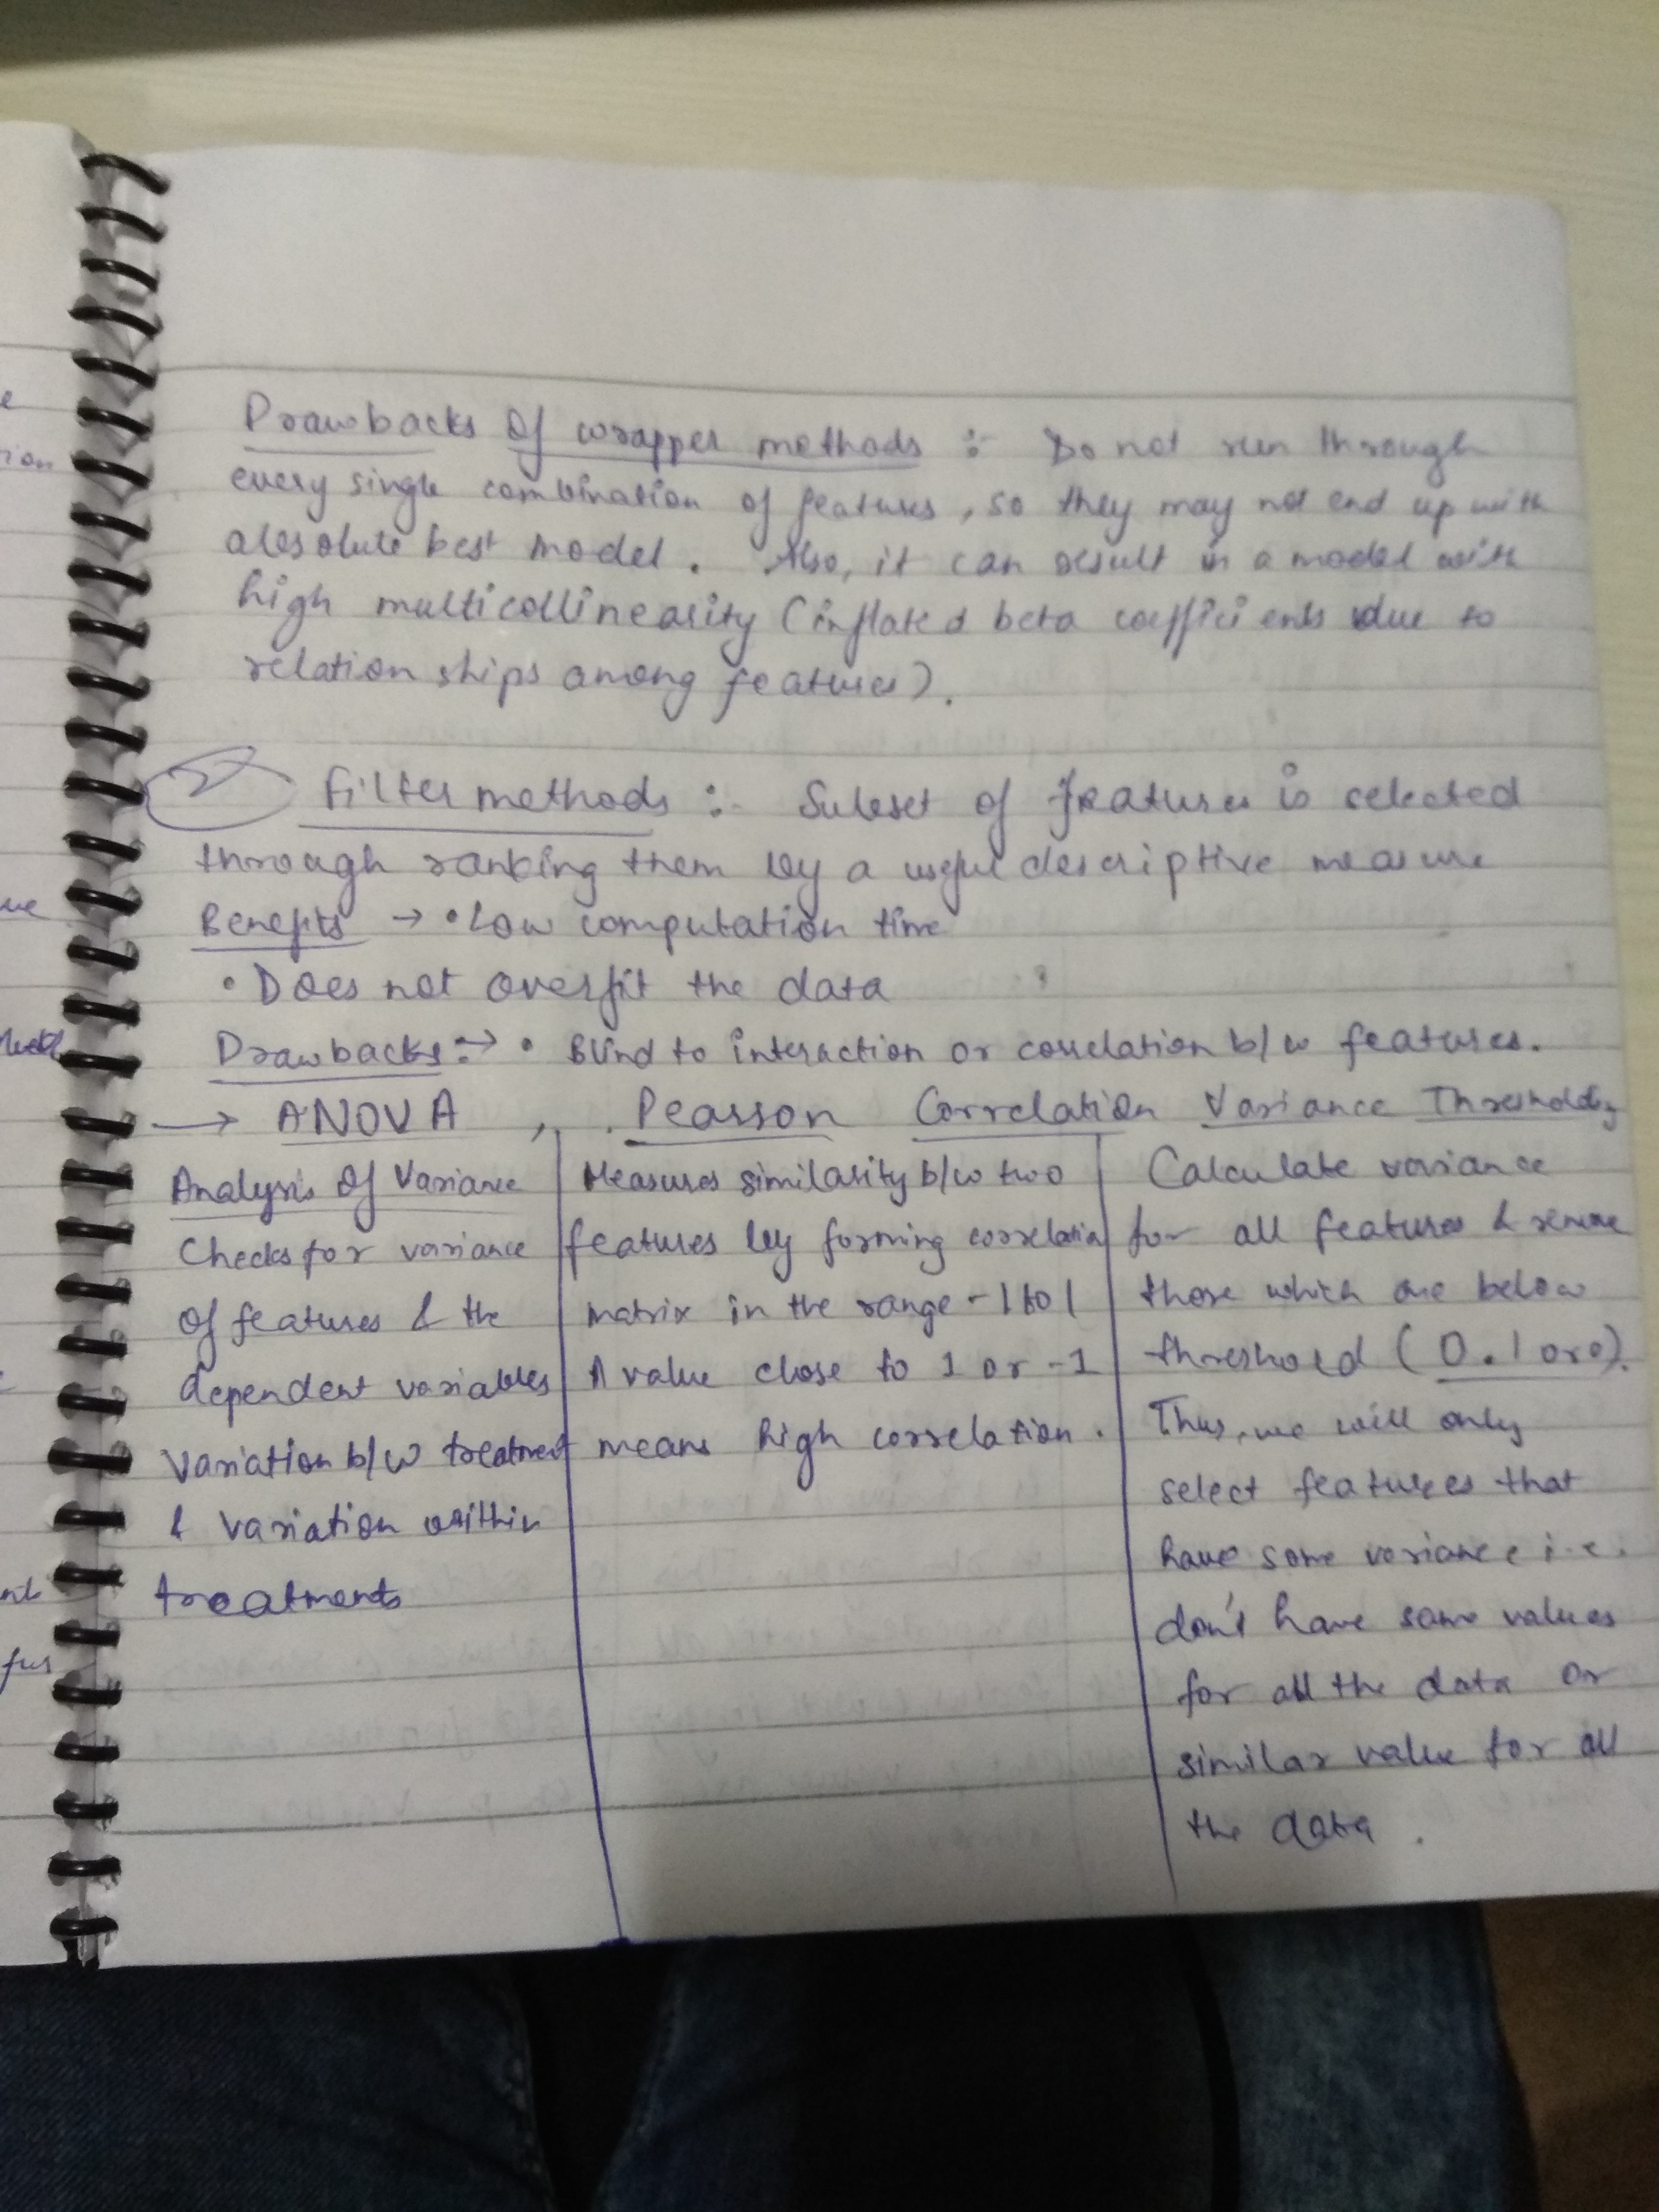 Drawbacks of wrapper methods :- Do not run through
every single combination of features, so they may not end up with
absolute best model. Also, it can result in a model with
high multicollinearity (inflated beta coefficients due to
relationships among features).
2 Filter methods :- Subset of features is selected
through ranking them by a useful descriptive measure
Benefits → • Low computation time
• Does not overfit the data
Drawbacks :→ • Blind to interaction or correlation b/w features.
→ ANOVA , Pearson Correlation Variance Thresholding
Analysis Of Variance
Checks for variance
of features & the
dependent variables
Variation b/w treatment
& variation within
treatments
Measures similarity b/w two
features by forming correlation
matrix in the range -1 to 1
A value close to 1 or -1
means high correlation.
Calculate variance
for all features & remove
those which are below
threshold (0.1 or 0).
Thus, we will only
select features that
have some variance i.e.
don't have same values
for all the data or
similar value for all
the data.
ion
ue
fur